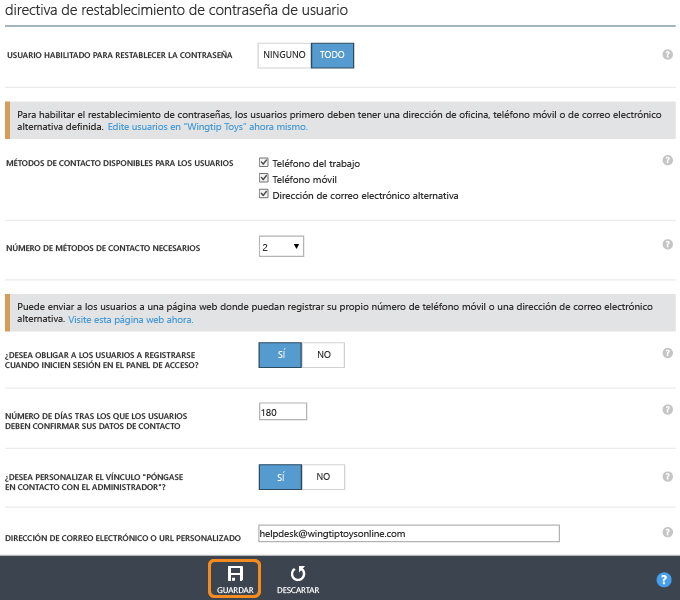 directiva de restablecimiento de contraseña de usuario
USUARIO HABILITADO PARA RESTABLECER LA CONTRASEÑA
NINGUNO TODO
Para habilitar el restablecimiento de contraseñas, los usuarios primero deben tener una dirección de oficina, teléfono móvil o de correo electrónico
alternativa definida. Edite usuarios en "Wingtip Toys" ahora mismo.
MÉTODOS DE CONTACTO DISPONIBLES PARA LOS USUARIOS
Teléfono del trabajo
Teléfono móvil
Dirección de correo electrónico alternativa
NÚMERO DE MÉTODOS DE CONTACTO NECESARIOS
2
Puede enviar a los usuarios a una página web donde puedan registrar su propio número de teléfono móvil o una dirección de correo electrónico
alternativa. Visite esta página web ahora.
¿DESEA OBLIGAR A LOS USUARIOS A REGISTRARSE
CUANDO INICIEN SESIÓN EN EL PANEL DE ACCESO?
SÍ NO
NÚMERO DE DÍAS TRAS LOS QUE LOS USUARIOS
DEBEN CONFIRMAR SUS DATOS DE CONTACTO
180
¿DESEA PERSONALIZAR EL VÍNCULO "PÓNGASE
EN CONTACTO CON EL ADMINISTRADOR"?
SÍ NO
DIRECCIÓN DE CORREO ELECTRÓNICO O URL PERSONALIZADO
helpdesk@wingtiptoysonline.com
GUARDAR DESCARTAR